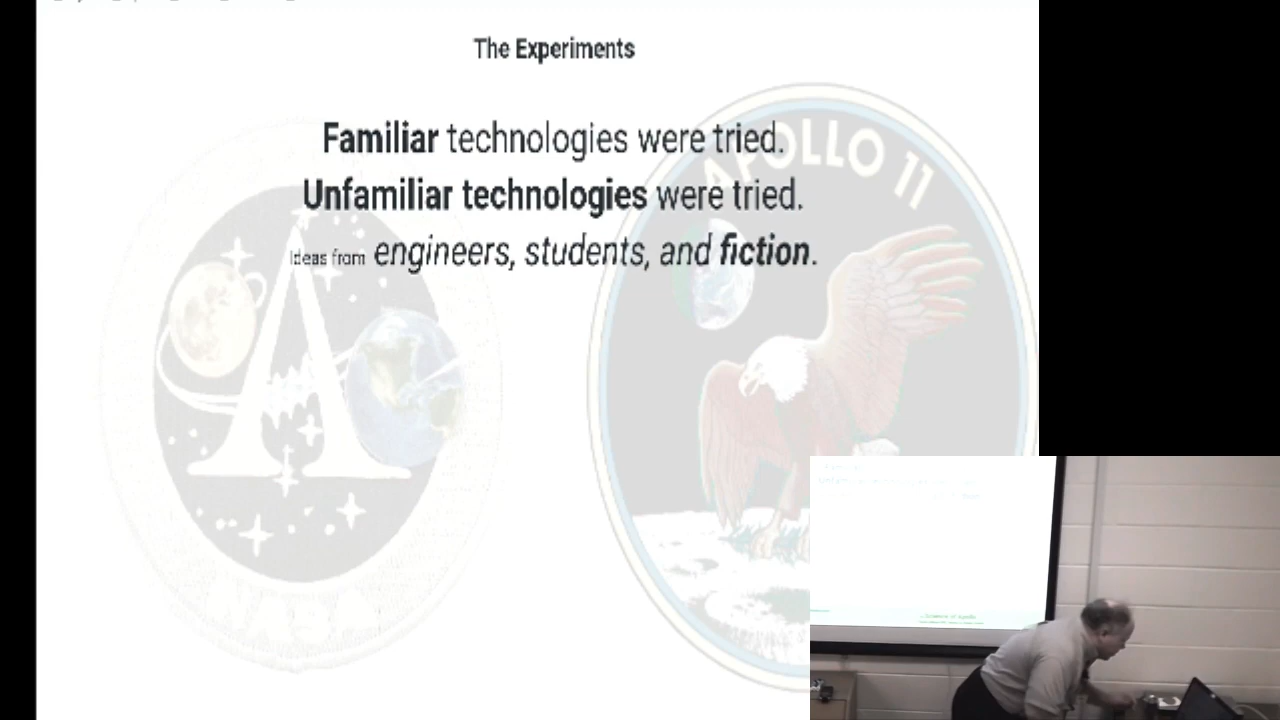 The Experiments
Familiar technologies were tried.
Unfamiliar technologies were tried.
Ideas from engineers, students, and fiction.
APOLLO 11